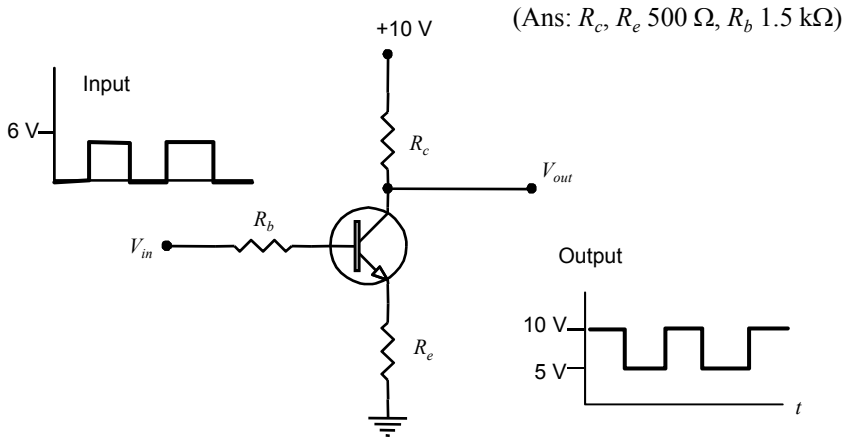 (Ans: Rc, Re 500 Ω, Rb 1.5 kΩ)
+10 V
Input
6 V
Rc
Vout
Rb
Vin
Output
10 V
Re
5 V
t